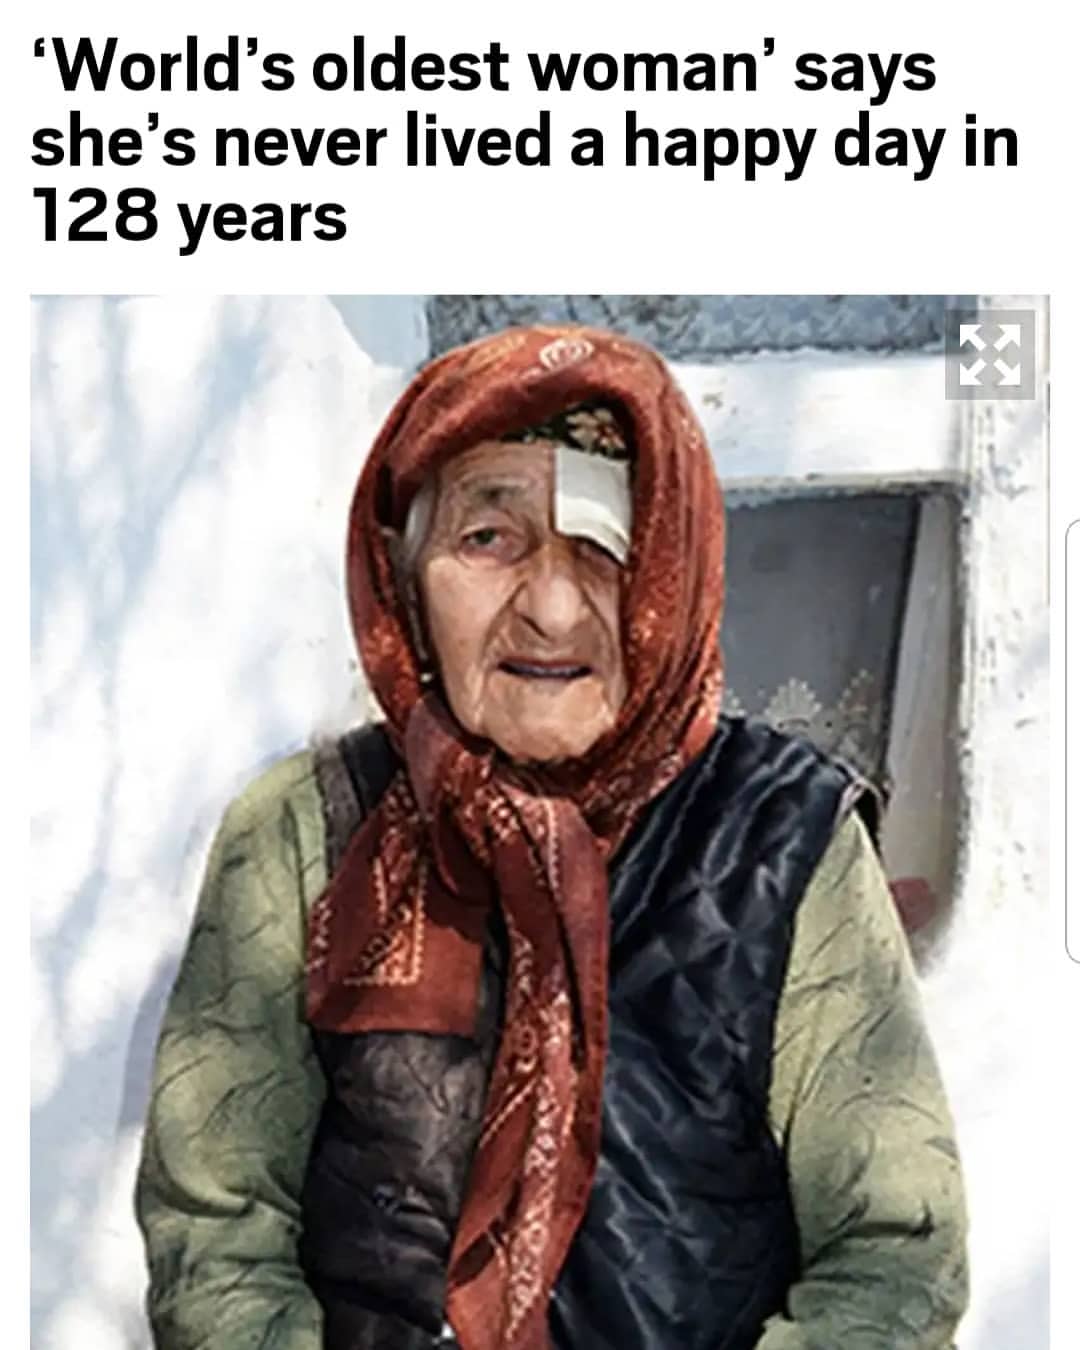 ‘World’s oldest woman’ says
she’s never lived a happy day in
128 years